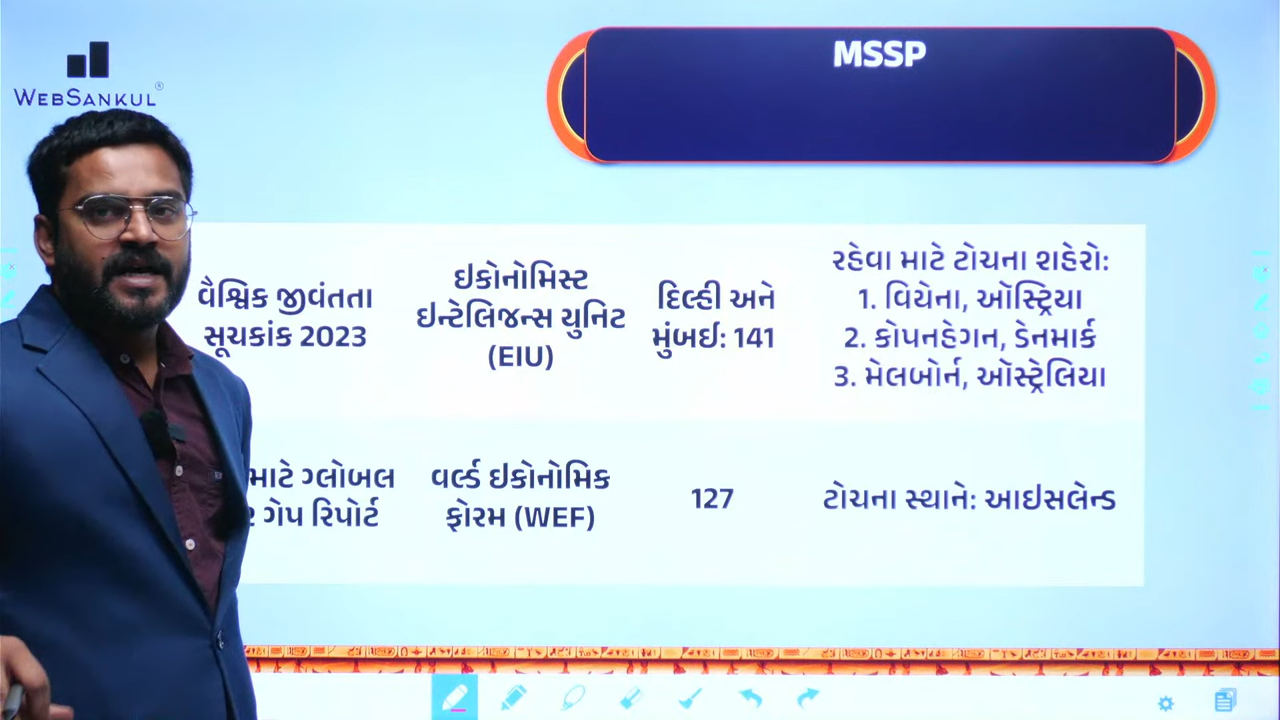 WEBSANKUL®
MSSP
વૈશ્વિક જીવંતતા
સૂચકાંક 2023
ઇકોનોમિસ્ટ
ઇન્ટેલિજન્સ યુનિટ
(EIU)
દિલ્હી અને
મુંબઈ: 141
રહેવા માટે ટોચના શહેરો:
1. વિયેના, ઑસ્ટ્રિયા
2. કોપનહેગન, ડેનમાર્ક
3. મેલબોર્ન, ઑસ્ટ્રેલિયા
માટે ગ્લોબલ
ગેપ રિપોર્ટ
વર્લ્ડ ઇકોનોમિક
ફોરમ (WEF)
127
ટોચના સ્થાને: આઇસલેન્ડ